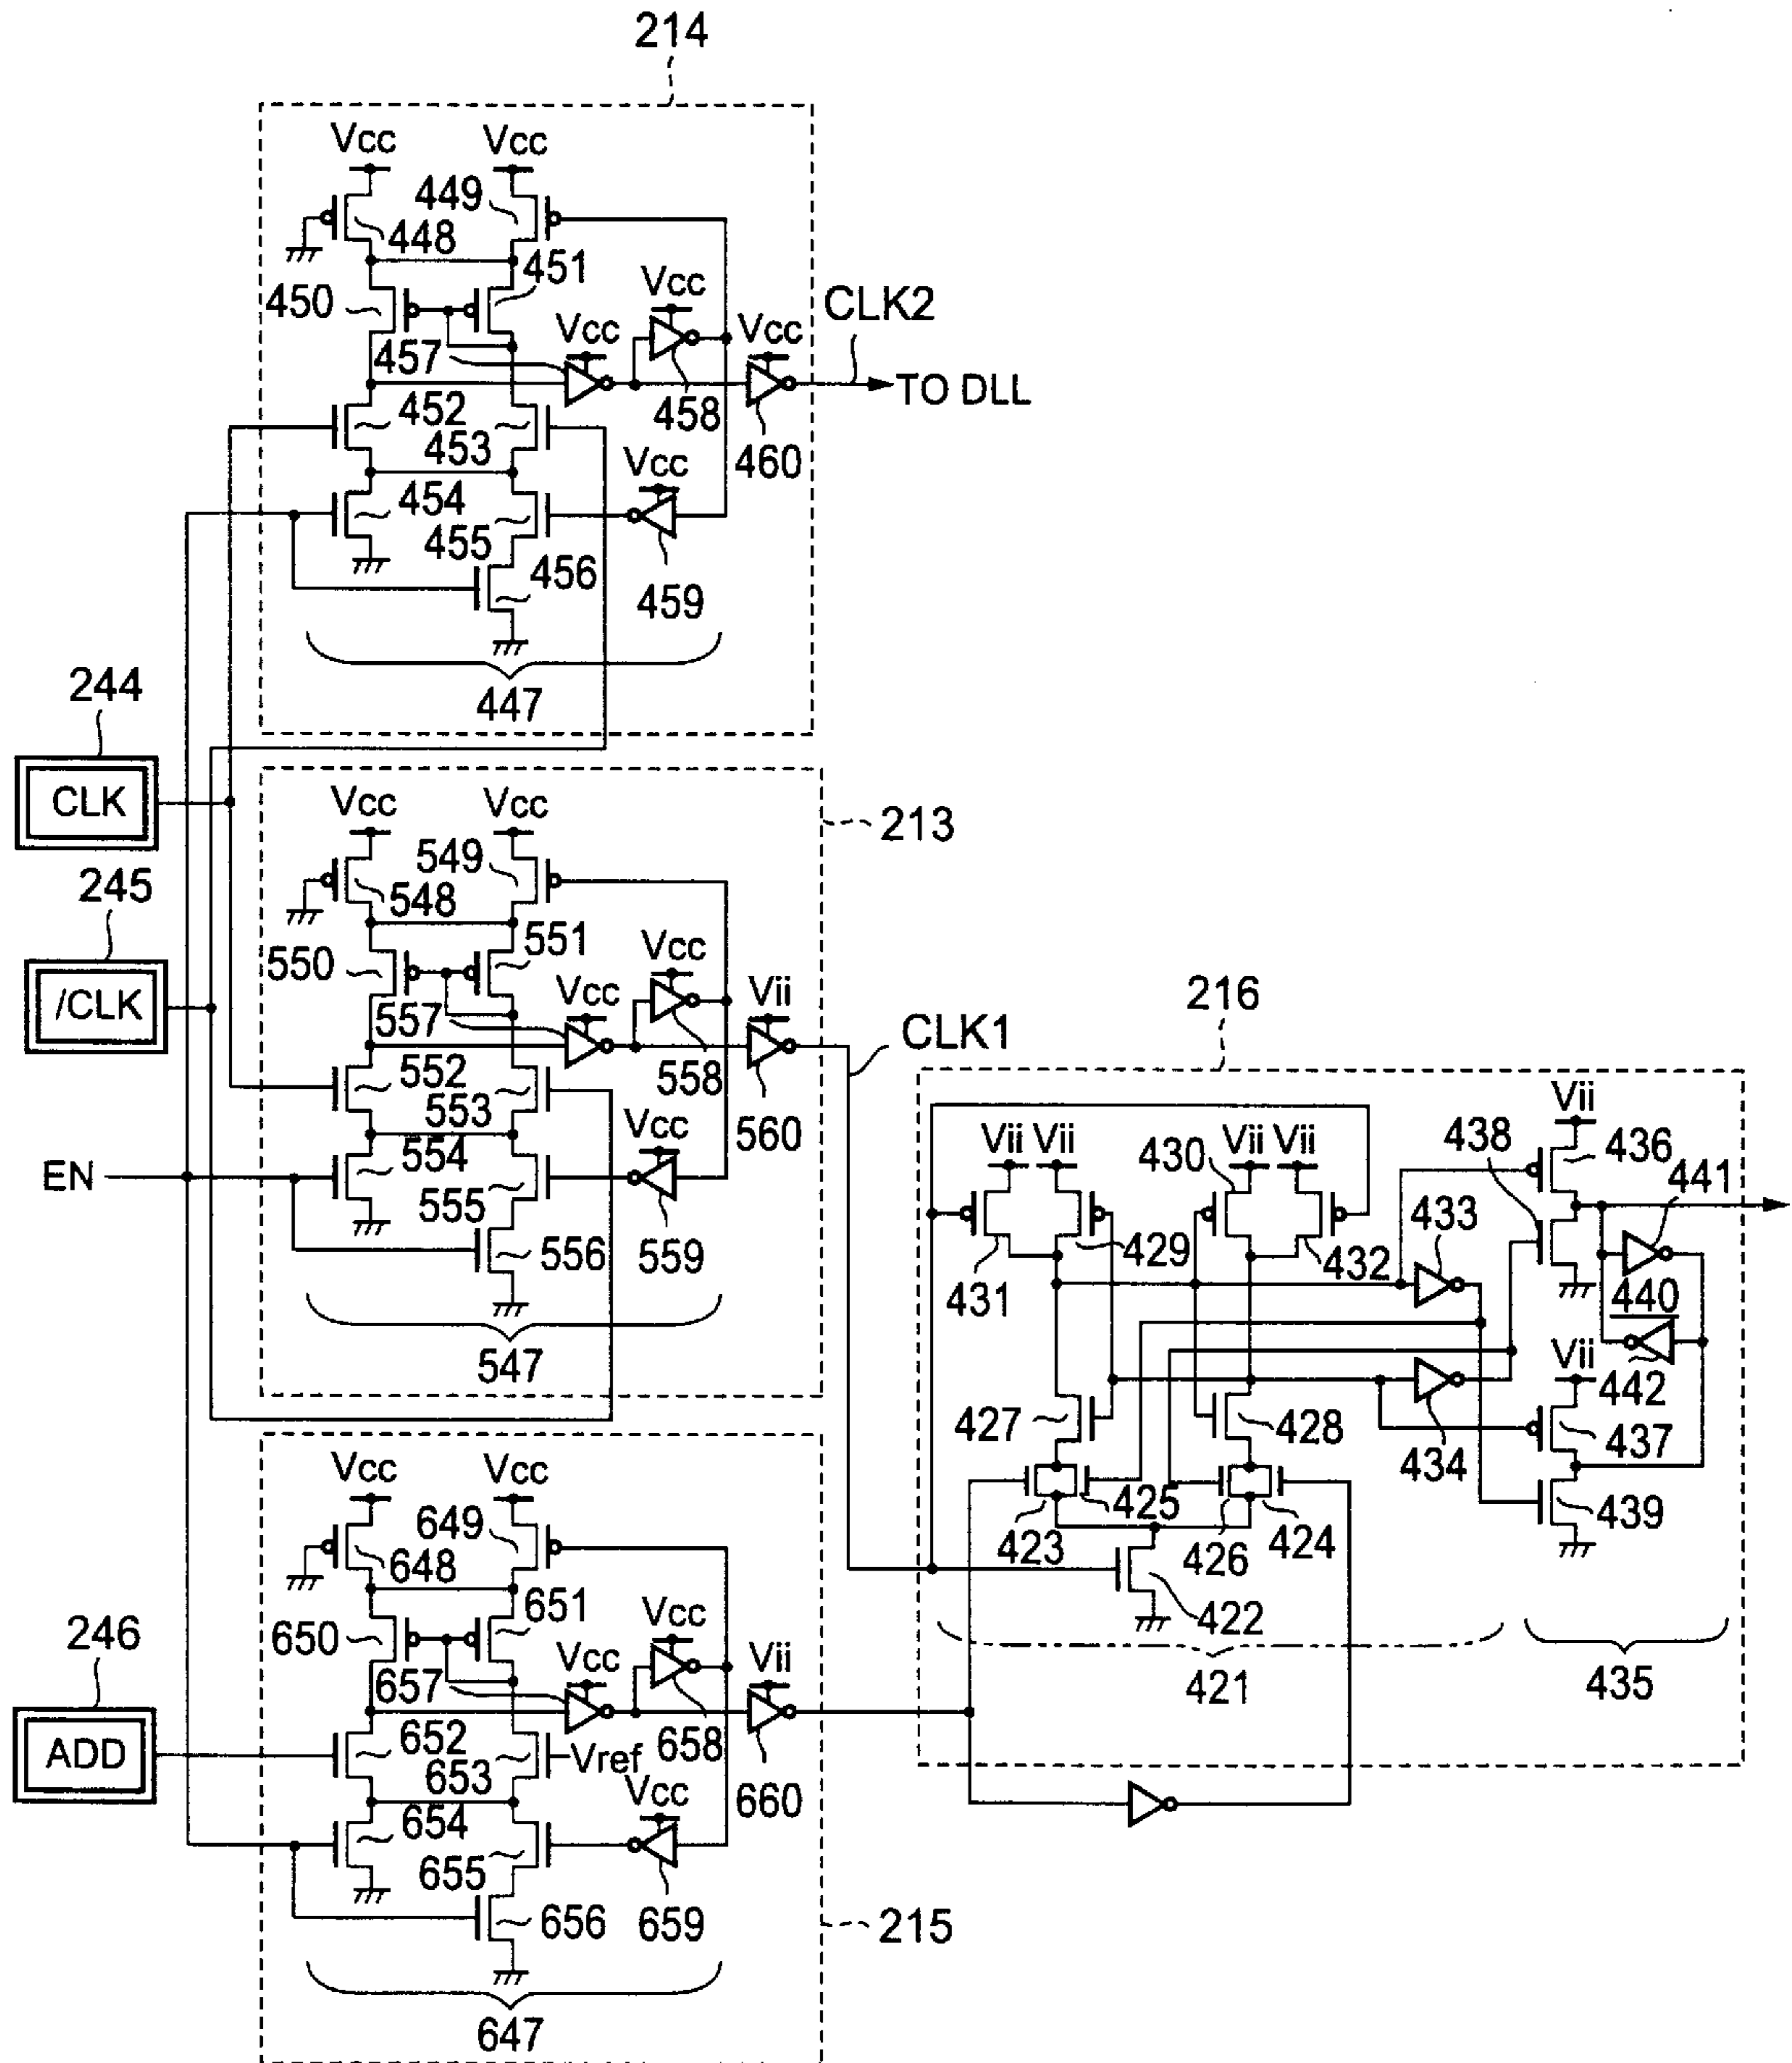 214
Vcc Vcc
449
448
451
450
Vcc
CLK2
457
Vcc
Vcc
TO DLL
458
452
453
460
Vcc
454
455
456
459
447
244
CLK
213
Vcc Vcc
549
548
245
551
550
/CLK
Vcc
Vii
557
216
CLK1
558
552
553
560
Vcc
Vii
EN
554
555
556
559
547
Vii Vii
430
Vii Vii
438
436
441
433
431
429
432
440
Vii
442
427
428
434
437
425
423
426
424
439
422
421
435
Vcc Vcc
649
648
651
650
246
Vcc
Vcc
Vii
657
658
ADD
652
653
Vref
660
Vcc
654
655
656
659
215
647